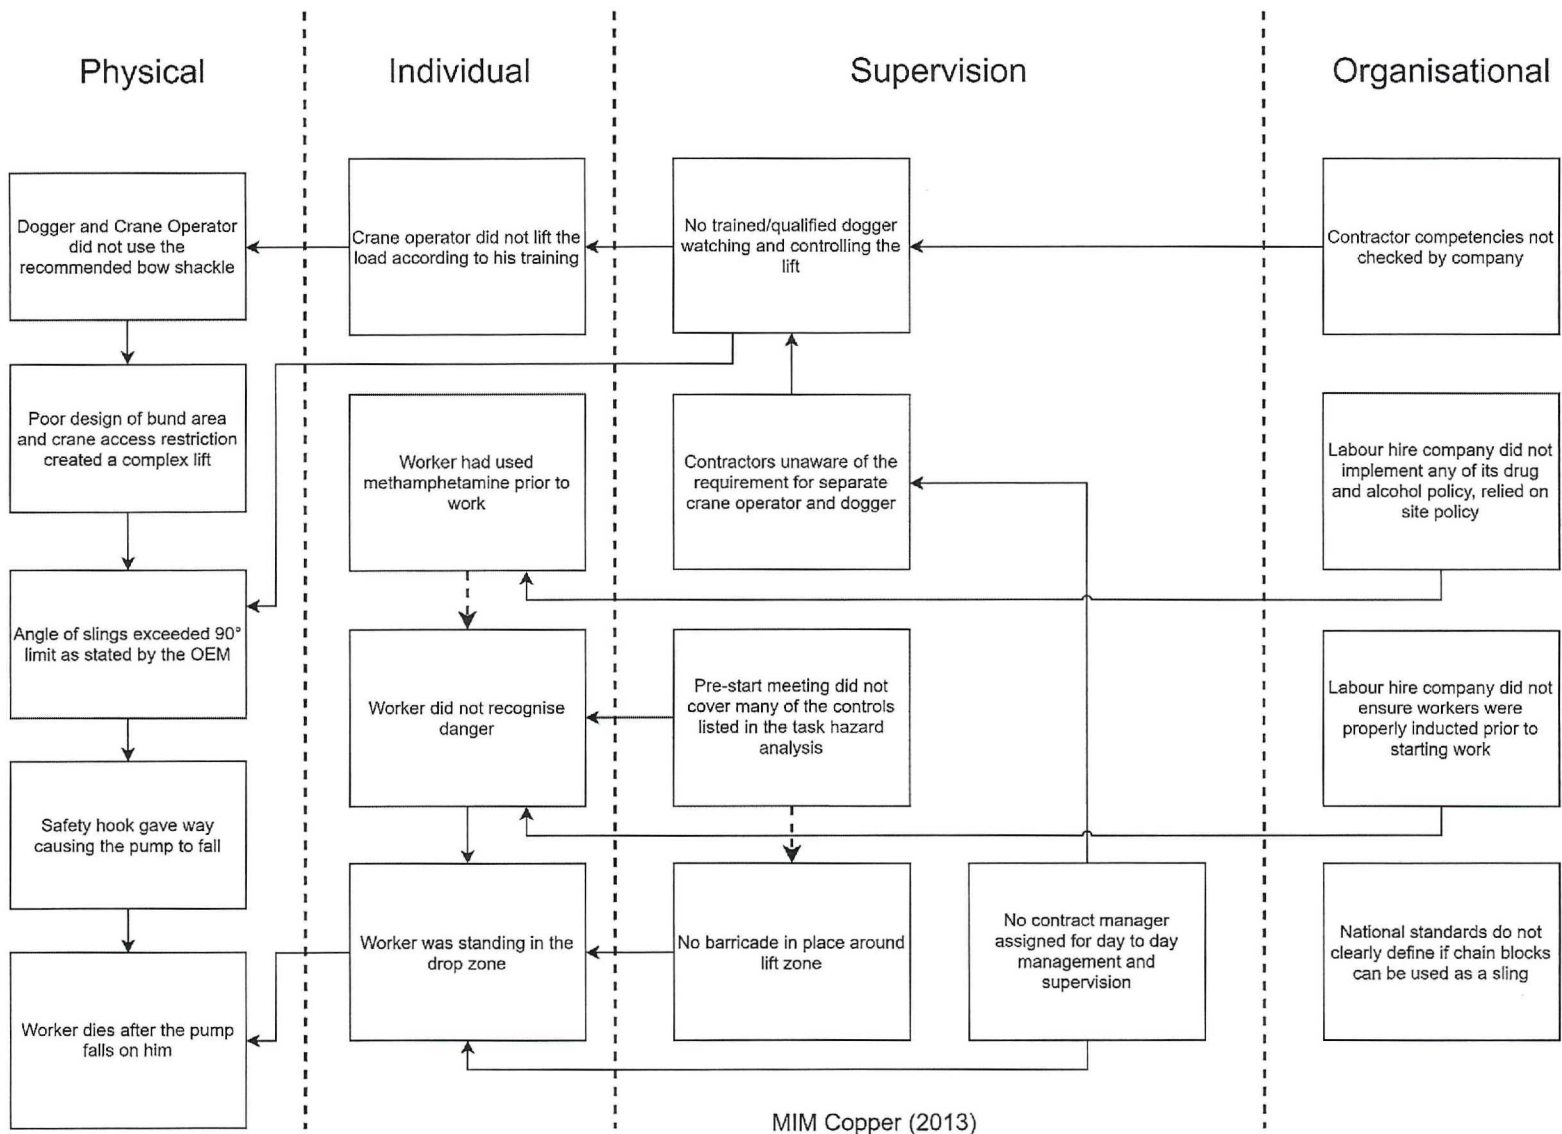 Physical
Individual
Supervision
Organisational
Dogger and Crane Operator
did not use the
recommended bow shackle
Crane operator did not lift the
load according to his training
No trained/qualified dogger
watching and controlling the
lift
Contractor competencies not
checked by company
Poor design of bund area
and crane access restriction
created a complex lift
Worker had used
methamphetamine prior to
work
Contractors unaware of the
requirement for separate
crane operator and dogger
Labour hire company did not
implement any of its drug
and alcohol policy, relied on
site policy
Angle of slings exceeded 90°
limit as stated by the OEM
Worker did not recognise
danger
Pre-start meeting did not
cover many of the controls
listed in the task hazard
analysis
Labour hire company did not
ensure workers were
properly inducted prior to
starting work
Safety hook gave way
causing the pump to fall
Worker was standing in the
drop zone
No barricade in place around
lift zone
No contract manager
assigned for day to day
management and
supervision
National standards do not
clearly define if chain blocks
can be used as a sling
Worker dies after the pump
falls on him
MIM Copper (2013)